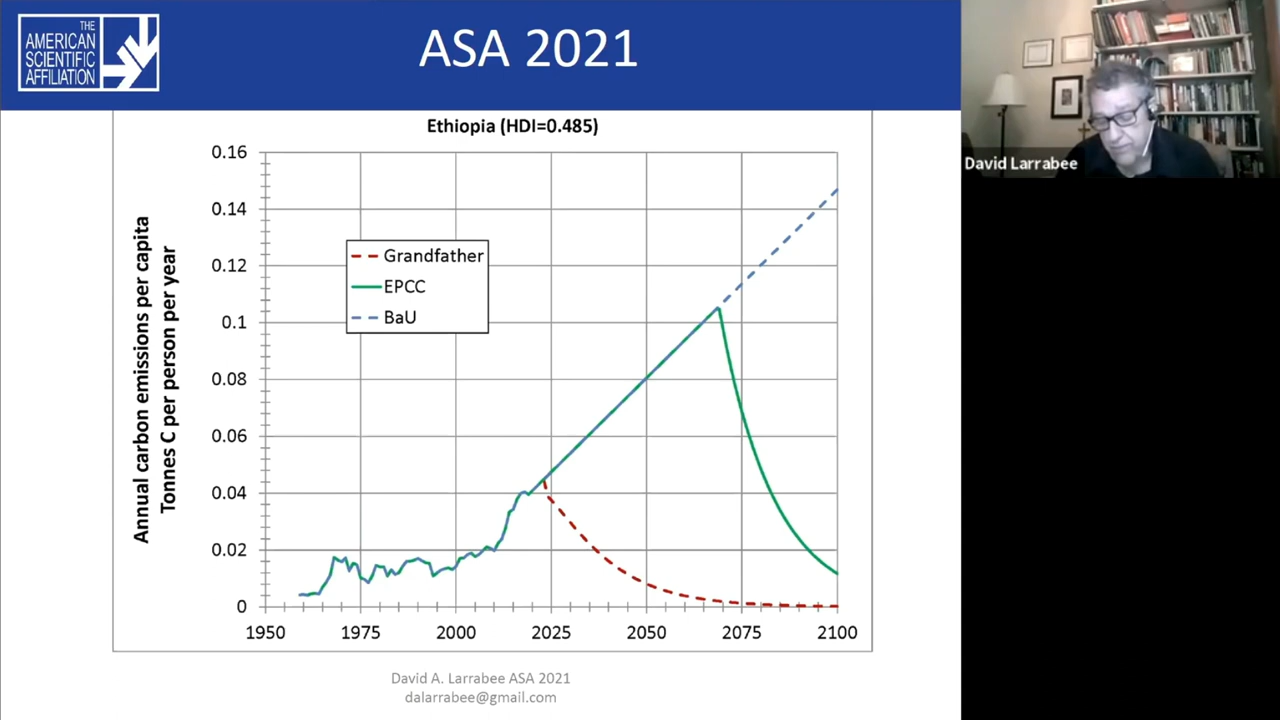 THE
AMERICAN
SCIENTIFIC
AFFILIATION
ASA 2021
David Larrabee
Ethiopia (HDI=0.485)
Annual carbon emissions per capita
Tonnes C per person per year
0.16
0.14
0.12
0.1
0.08
0.06
0.04
0.02
0
Grandfather
EPCC
BaU
1950 1975 2000 2025 2050 2075 2100
David A. Larrabee ASA 2021
dalarrabee@gmail.com